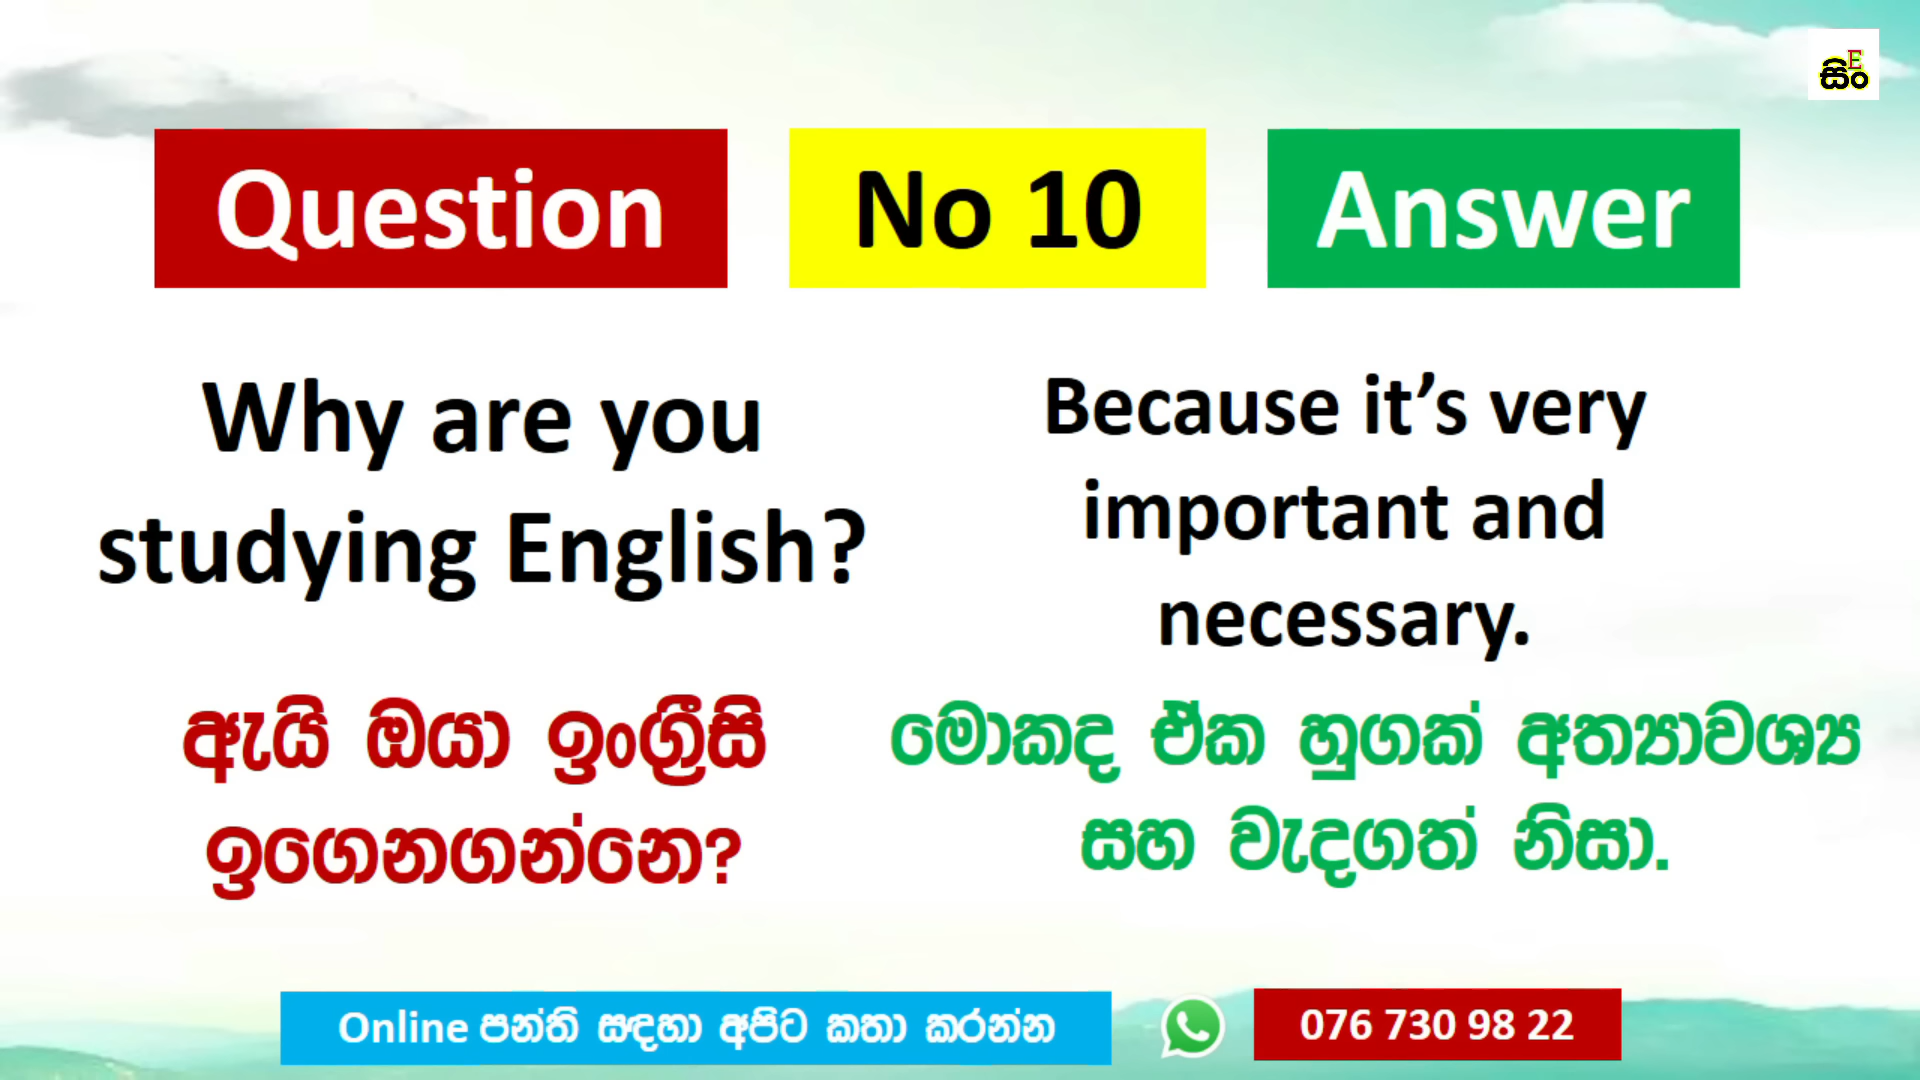 සිං
E
Question
No 10
Answer
Why are you
studying English?
Because it’s very
important and
necessary.
ඇයි ඔයා ඉංග්‍රීසි
ඉගෙනගන්නෙ?
මොකද ඒක හුගක් අත්‍යාවශ්‍ය
සහ වැදගත් නිසා.
Online පන්ති සඳහා අපිට කතා කරන්න
076 730 98 22